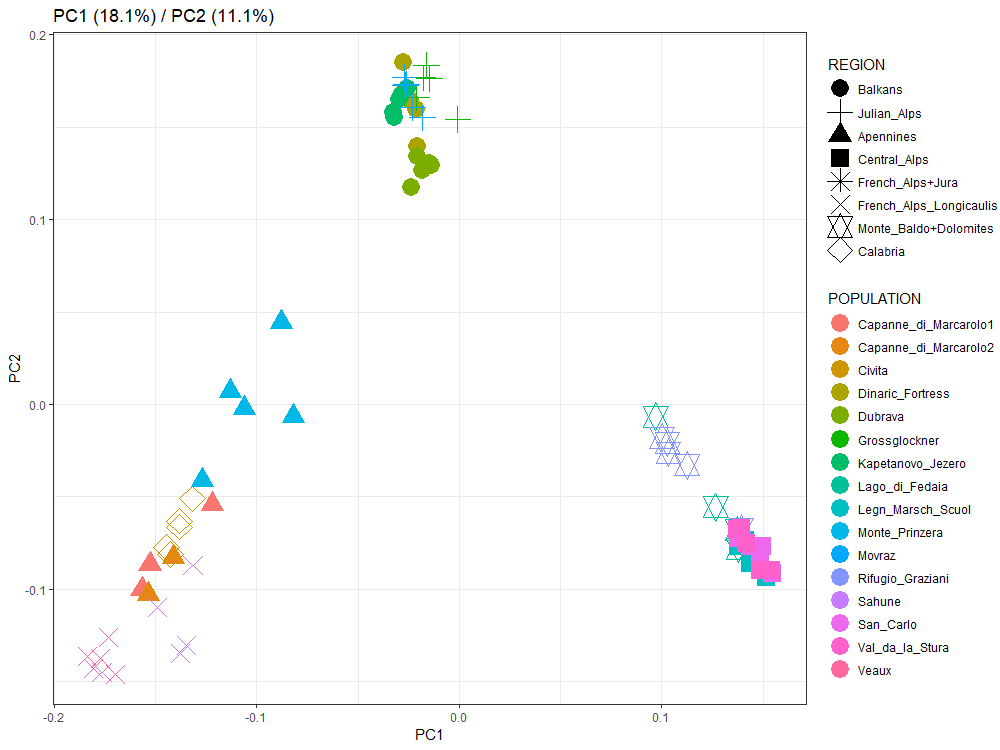 PC1 (18.1%) / PC2 (11.1%)
0.2
0.1
0.0
-0.1
PC2
-0.2
-0.1
0.0
0.1
PC1
REGION
Balkans
Julian_Alps
Apennines
Central_Alps
French_Alps+Jura
French_Alps_Longicaulis
Monte_Baldo+Dolomites
Calabria
POPULATION
Capanne_di_Marcarolo1
Capanne_di_Marcarolo2
Civita
Dinaric_Fortress
Dubrava
Grossglockner
Kapetanovo_Jezero
Lago_di_Fedaia
Legn_Marsch_Scuol
Monte_Prinzera
Movraz
Rifugio_Graziani
Sahune
San_Carlo
Val_da_la_Stura
Veaux